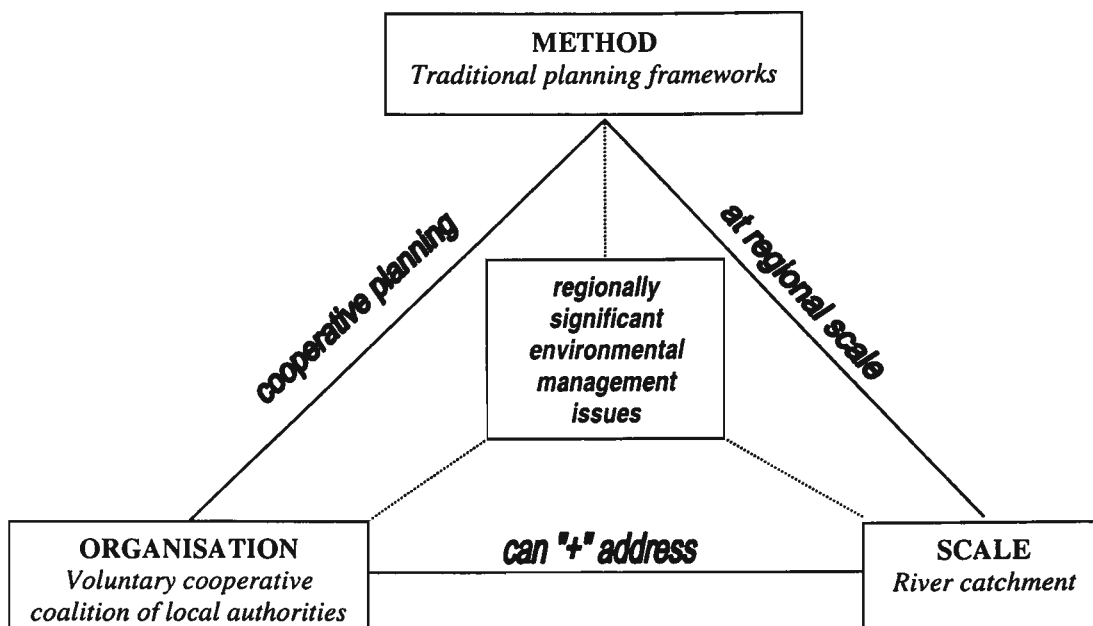 METHOD
Traditional planning frameworks
cooperative planning
at regional scale
regionally
significant
environmental
management
issues
ORGANISATION
Voluntary cooperative
coalition of local authorities
can "+" address
SCALE
River catchment